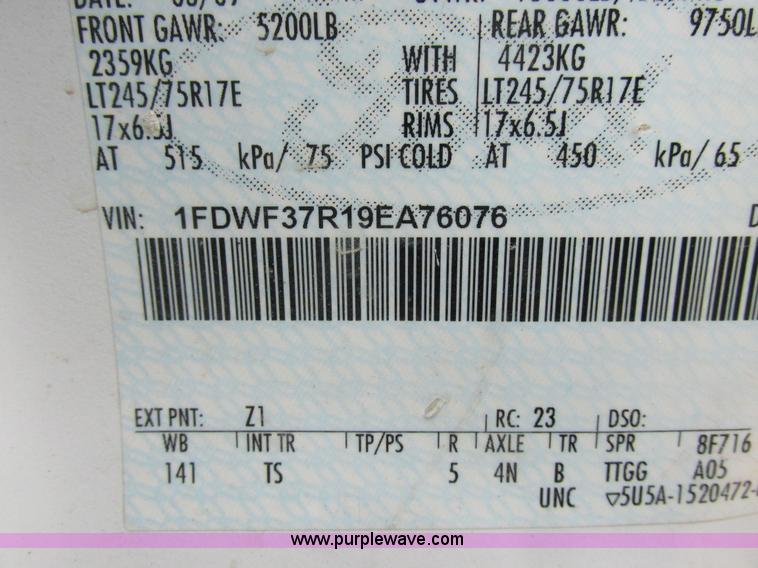 FRONT GAWR: 5200LB REAR GAWR: 9750L
2359KG WITH 4423KG
LT245/75R17E TIRES LT245/75R17E
17x6.5J RIMS 17x6.5J
AT 515 kPa/ 75 PSI COLD AT 450 kPa/ 65
VIN: 1FDWF37R19EA76076
EXT PNT: Z1 RC: 23 DSO:
WB INT TR TP/PS R AXLE TR SPR 8F716
141 TS 5 4N B TTGG A05
UNC ▽5U5A-1520472-
www.purplewave.com